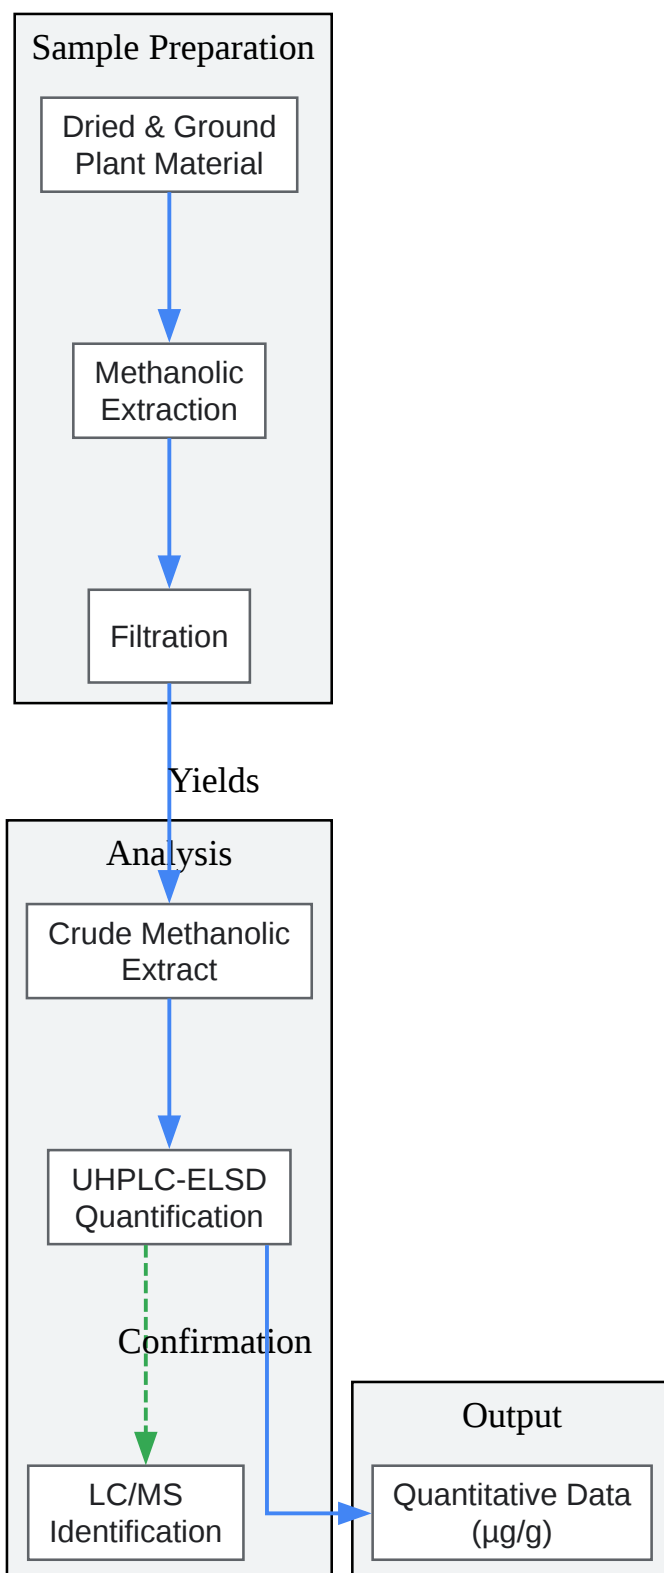 Sample Preparation
Dried & Ground
Plant Material
Methanolic
Extraction
Filtration
Yields
Analysis
Crude Methanolic
Extract
UHPLC-ELSD
Quantification
Confirmation
Output
LC/MS
Identification
Quantitative Data
(µg/g)